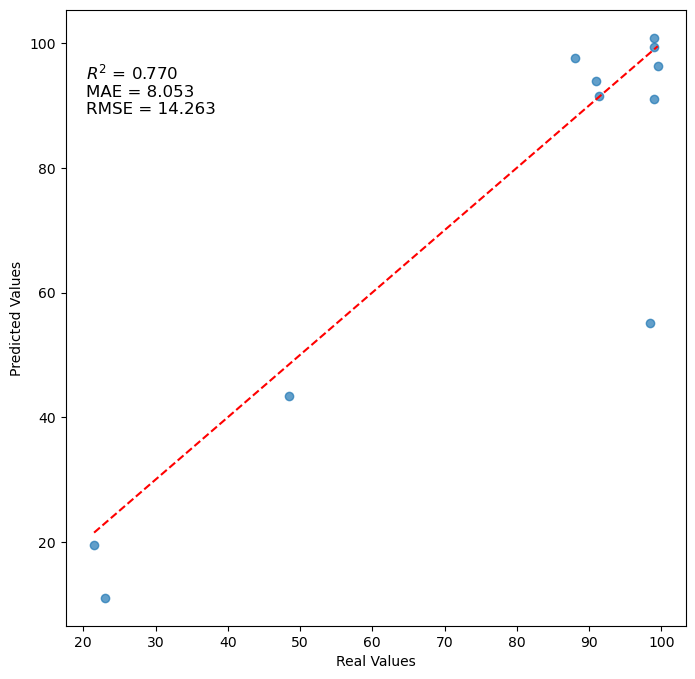 R² = 0.770
MAE = 8.053
RMSE = 14.263
100
80
60
40
20
Predicted Values
20 30 40 50 60 70 80 90 100
Real Values